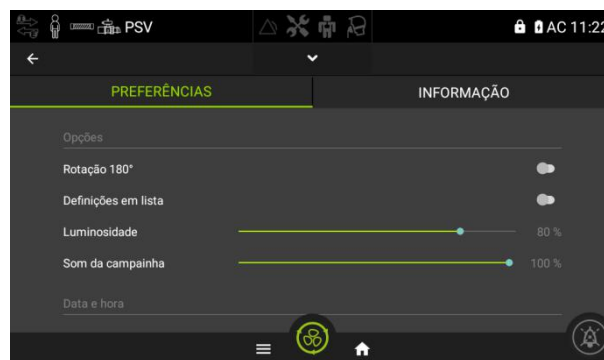 PSV AC 11:22
PREFERÊNCIAS INFORMAÇÃO
Opções
Rotação 180°
Definições em lista
Luminosidade 80 %
Som da campainha 100 %
Data e hora